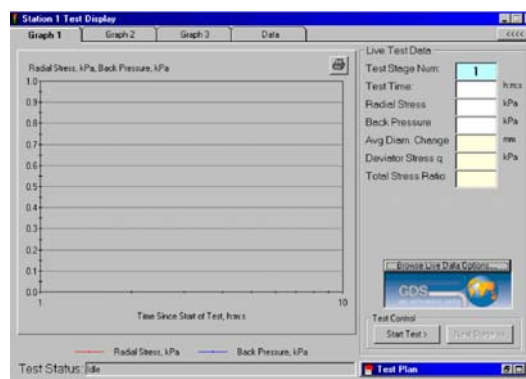 Station 1 Test Display
Graph 1 Graph 2 Graph 3 Data <<<<
Radial Stress, kPa, Back Pressure, kPa
1.0
0.9
0.8
0.7
0.6
0.5
0.4
0.3
0.2
0.1
0.0
1 10
Time Since Start of Test, h:m:s
Radial Stress, kPa Back Pressure, kPa
Test Status: Idle
Live Test Data
Test Stage Num: 1
Test Time: h:m:s
Radial Stress kPa
Back Pressure kPa
Avg Diam. Change mm
Deviator Stress q kPa
Total Stress Ratio
Browse Live Data Options...
GDS
Test Control
Start Test > Next Stage >>
Test Plan